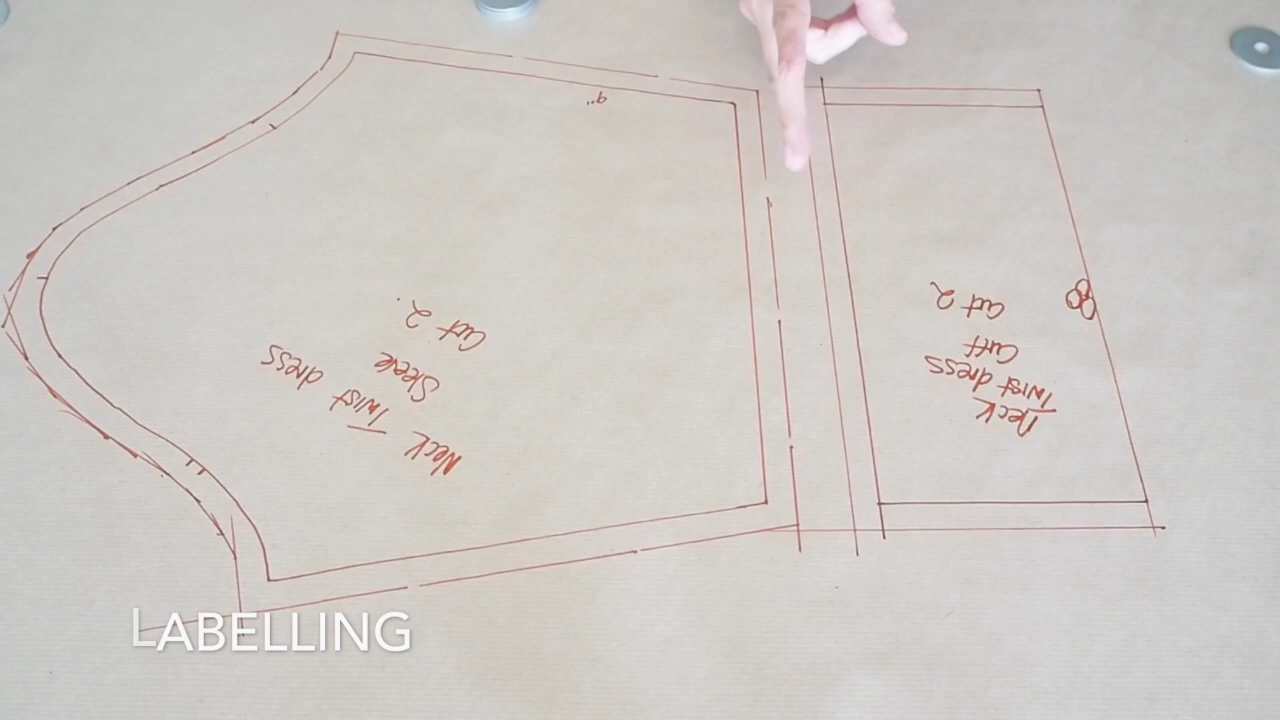 Neck Twist dress
Sleeve
Cut 2
Neck
Twist dress
Cuff
Cut 2
LABELLING